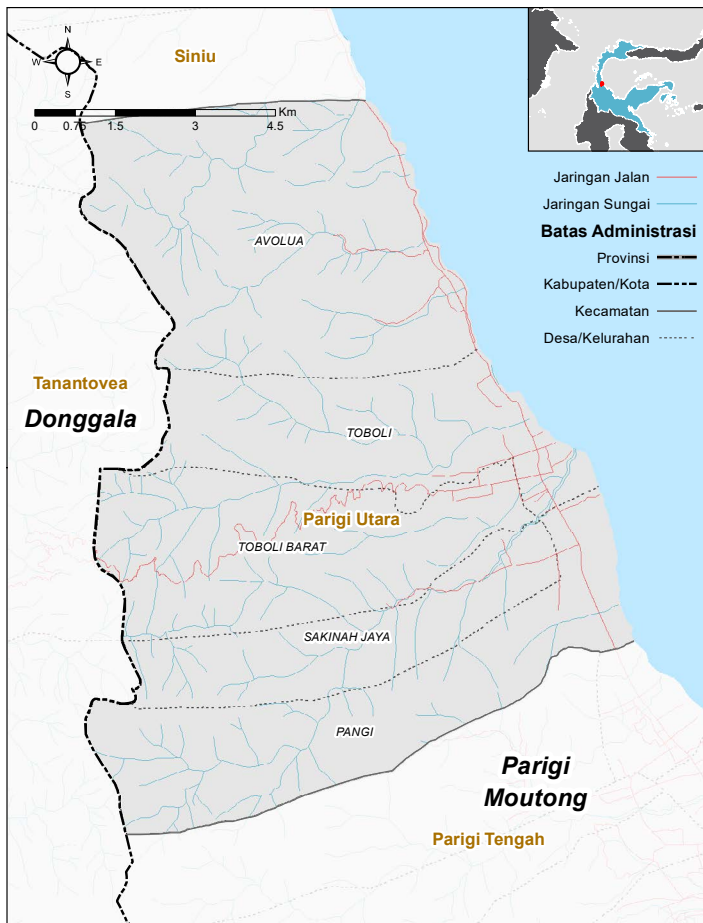 N
W E
S
Siniu
Km
0 0.75 1.5 3 4.5
Jaringan Jalan
Jaringan Sungai
Batas Administrasi
Provinsi
Kabupaten/Kota
Kecamatan
Desa/Kelurahan
AVOLUA
Tanantovea
Donggala
TOBOLI
Parigi Utara
TOBOLI BARAT
SAKINAH JAYA
PANGI
Parigi
Moutong
Parigi Tengah